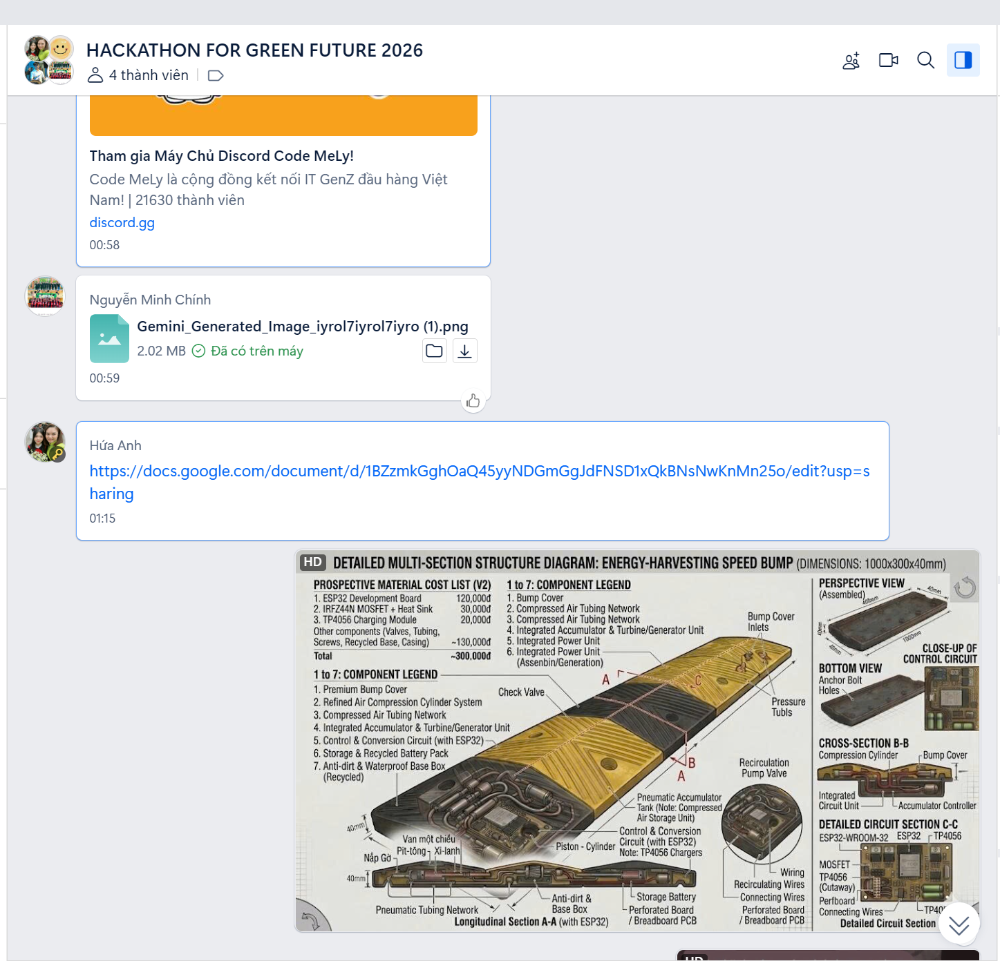 HACKATHON FOR GREEN FUTURE 2026
4 thành viên
Tham gia Máy Chủ Discord Code MeLy!
Code MeLy là cộng đồng kết nối IT GenZ đầu hàng Việt
Nam! | 21630 thành viên
discord.gg
00:58
Nguyễn Minh Chính
Gemini_Generated_Image_iyrol7iyrol7iyro (1).png
2.02 MB Đã có trên máy
00:59
Hứa Anh
https://docs.google.com/document/d/1BZzmkGghOaQ45yyNDGmGgJdFNSD1xQkBNsNwKnMn25o/edit?usp=s
haring
01:15
HD
DETAILED MULTI-SECTION STRUCTURE DIAGRAM: ENERGY-HARVESTING SPEED BUMP (DIMENSIONS: 1000x300x40mm)
PROSPECTIVE MATERIAL COST LIST (V2)
1. ESP32 Development Board 120,000đ
2. IRFZ44N MOSFET + Heat Sink 30,000đ
3. TP4056 Charging Module 20,000đ
Other components (Valves, Tubing,
Screws, Recycled Base, Casing) ~130,000đ
Total ~300,000đ
1 to 7: COMPONENT LEGEND
1. Bump Cover
2. Compressed Air Tubing Network
3. Compressed Air Tubing Network
4. Integrated Accumulator & Turbine/Generator Unit
5. Integrated Power Unit
6. Integrated Power Unit
(Assenbin/Generation)
1 to 7: COMPONENT LEGEND
1. Premium Bump Cover
2. Refined Air Compression Cylinder System
3. Compressed Air Tubing Network
4. Integrated Accumulator & Turbine/Generator Unit
5. Control & Conversion Circuit (with ESP32)
6. Storage & Recycled Battery Pack
7. Anti-dirt & Waterproof Base Box
(Recycled)
Check Valve
Bump Cover
Inlets
A
C
Pressure
Tubls
B
A
Recirculation
Pump Valve
Pneumatic Accumulator
Tank (Note: Compressed
Air Storage Unit)
Control & Conversion
Circuit (with ESP32)
Note: TP4056 Chargers
Piston - Cylinder
40mm
Van một chiều
Pit-tông Xi-lanh
Nắp Gờ
40mm
Pneumatic Tubing Network
Anti-dirt &
Base Box
Storage Battery
Perforated Board
/ Breadboard PCB
Longitudinal Section A-A (with ESP32)
Wiring
Recirculating Wires
Connecting Wires
Perforated Board
/ Breadboard PCB
PERSPECTIVE VIEW
(Assembled)
40mm
40mm
1000mm
CLOSE-UP OF
CONTROL CIRCUIT
BOTTOM VIEW
Anchor Bolt
Holes
CROSS-SECTION B-B
Compression Cylinder
Bump Cover
Integrated
Circuit Unit
Accumulator Controller
DETAILED CIRCUIT SECTION C-C
ESP32-WROOM-32 ESP32 TP4056
MOSFET
TP4056
(Cutaway)
Perfboard
Connecting Wires
Detailed Circuit Section
HD